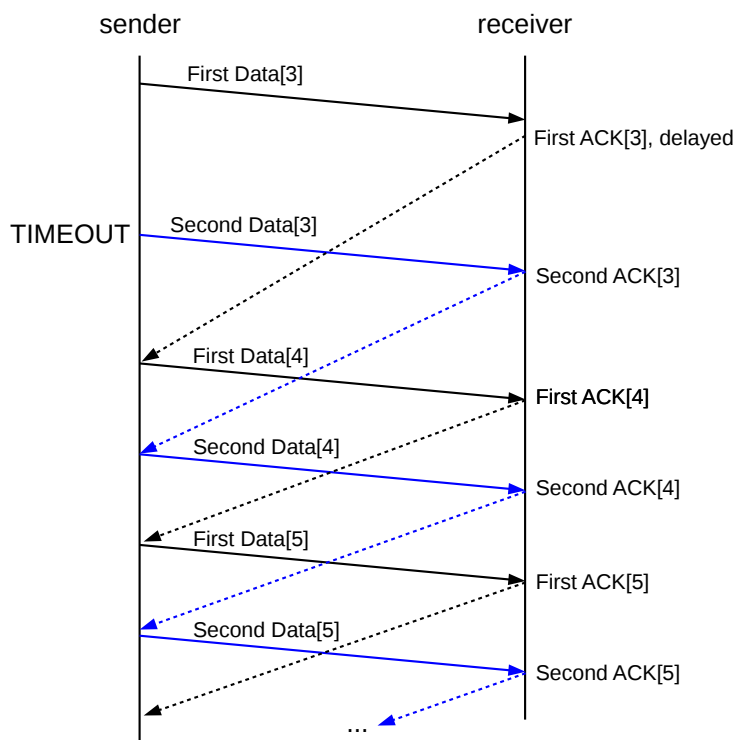 sender
receiver
First Data[3]
First ACK[3], delayed
Second Data[3]
TIMEOUT
Second ACK[3]
First Data[4]
First ACK[4]
Second Data[4]
Second ACK[4]
First Data[5]
First ACK[5]
Second Data[5]
Second ACK[5]
...